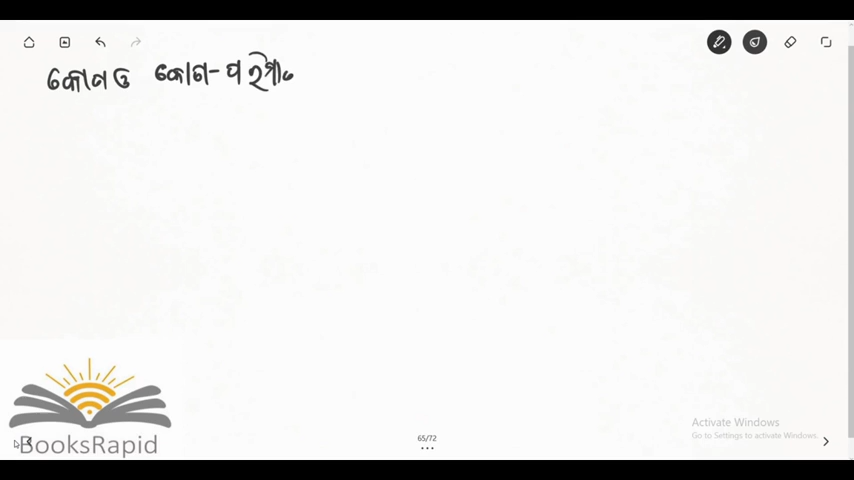 କୋଣ ଓ କୋଣ-ପରିମାଣ
65/72
Activate Windows
Go to Settings to activate Windows.
BooksRapid